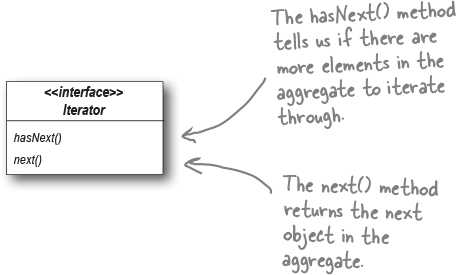 The hasNext() method
tells us if there are
more elements in the
aggregate to iterate
through.
<<interface>>
Iterator
hasNext()
next()
The next() method
returns the next
object in the
aggregate.